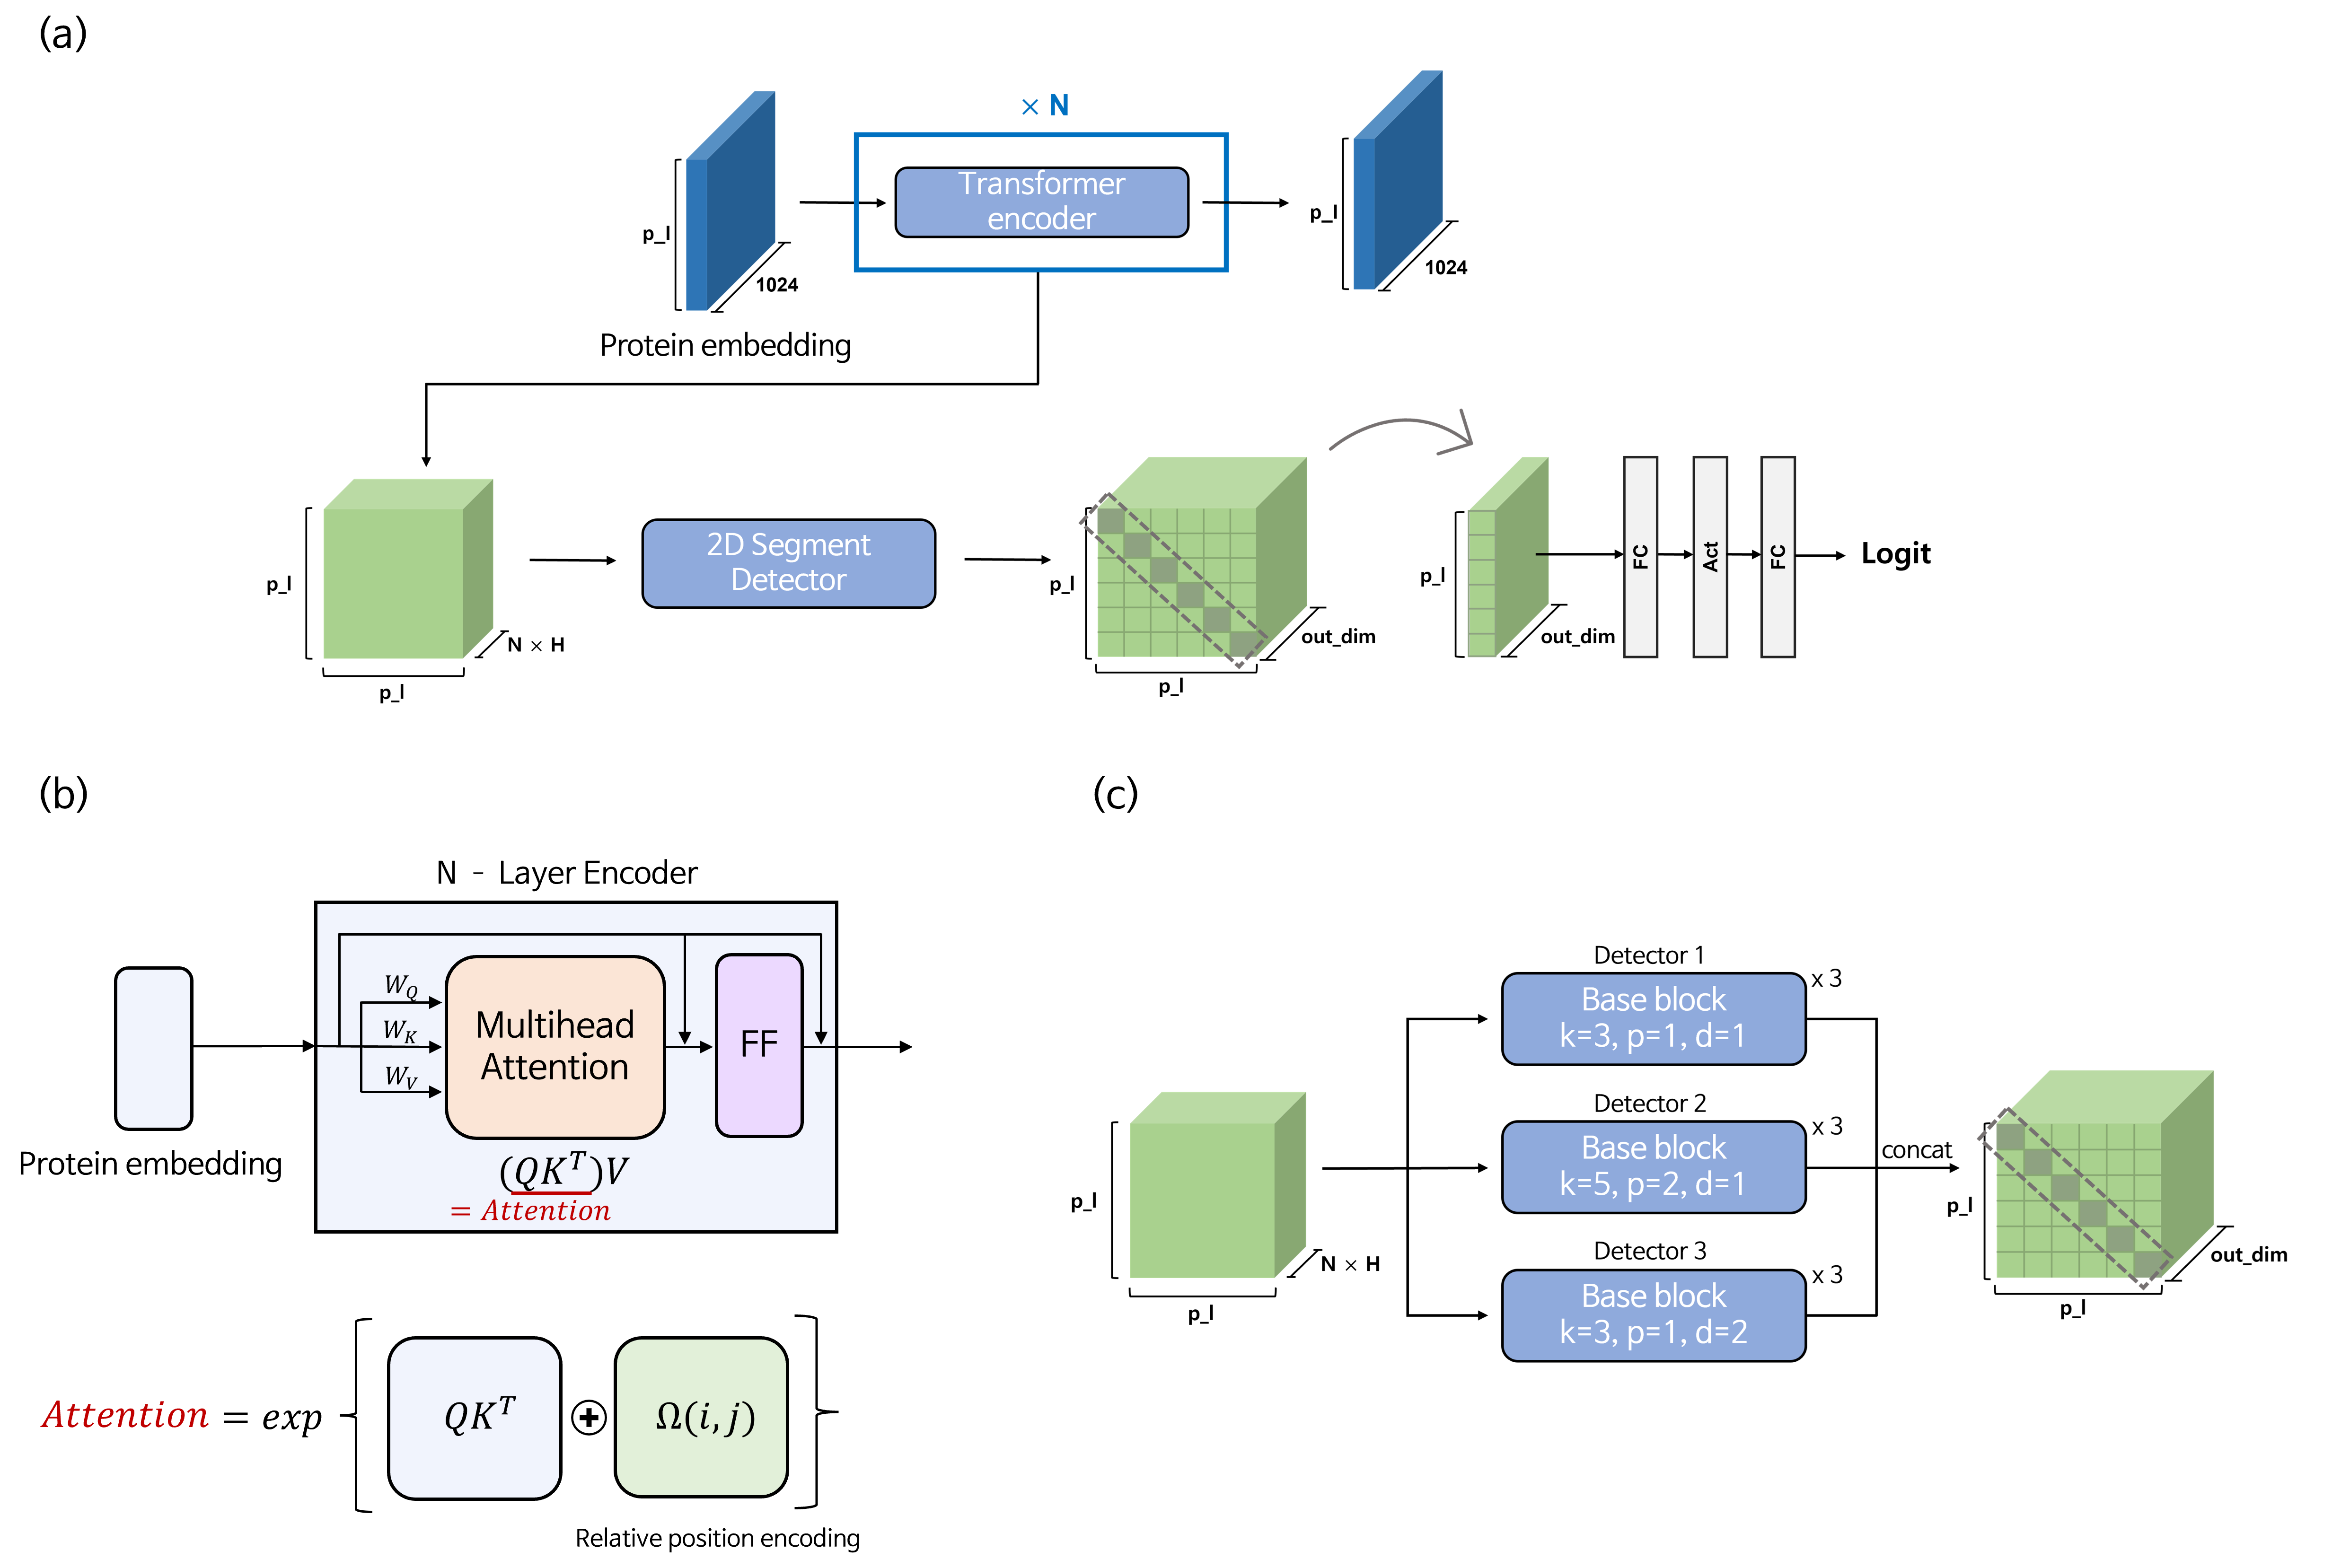 (a)
× N
Transformer
encoder
p_l
1024
Protein embedding
p_l
1024
p_l
N × H
p_l
2D Segment
Detector
p_l
out_dim
p_l
p_l
out_dim
FC
Act
FC
Logit
(b)
N - Layer Encoder
W_Q
W_K
W_V
Multihead
Attention
FF
(QK^T)V
= Attention
Protein embedding
Attention = exp
QK^T
Ω(i, j)
Relative position encoding
(c)
p_l
N × H
p_l
Detector 1
Base block
k=3, p=1, d=1
x 3
Detector 2
Base block
k=5, p=2, d=1
x 3
Detector 3
Base block
k=3, p=1, d=2
x 3
concat
p_l
out_dim
p_l